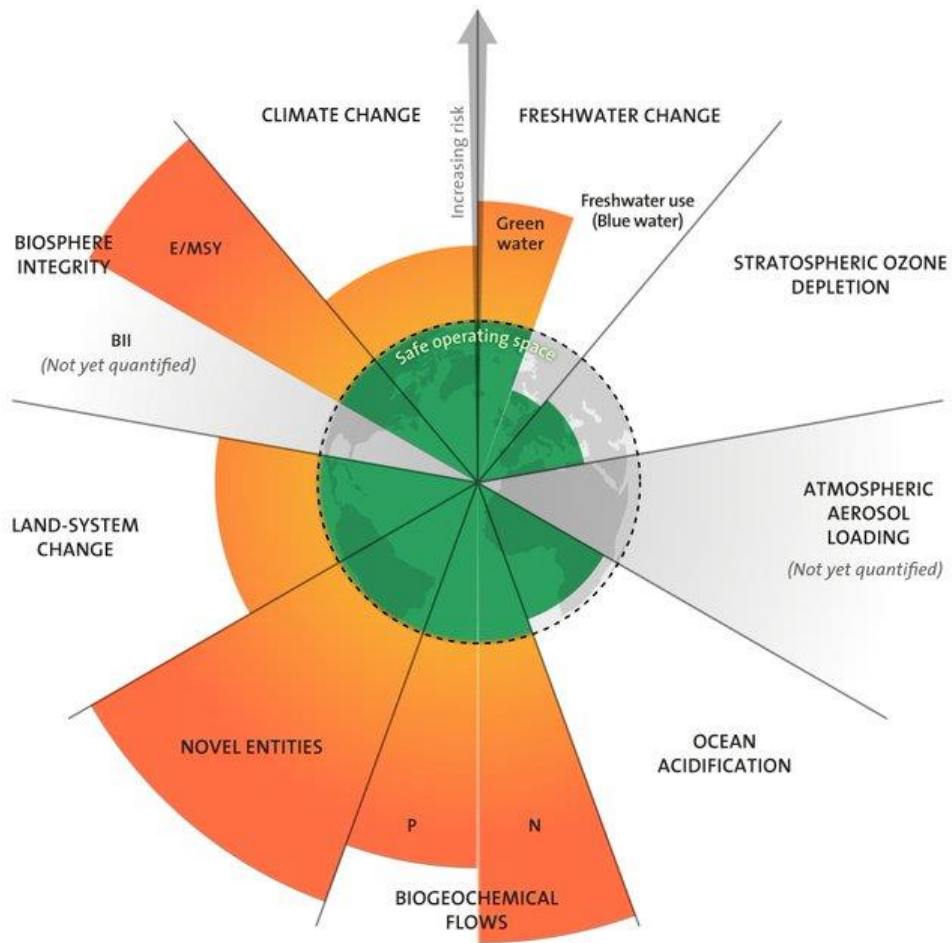 CLIMATE CHANGE
Increasing risk
FRESHWATER CHANGE
Green
water
Freshwater use
(Blue water)
STRATOSPHERIC OZONE
DEPLETION
BIOSPHERE
INTEGRITY
E/MSY
BII
(Not yet quantified)
Safe operating space
ATMOSPHERIC
AEROSOL
LOADING
(Not yet quantified)
LAND-SYSTEM
CHANGE
NOVEL ENTITIES
OCEAN
ACIDIFICATION
P
N
BIOGEOCHEMICAL
FLOWS